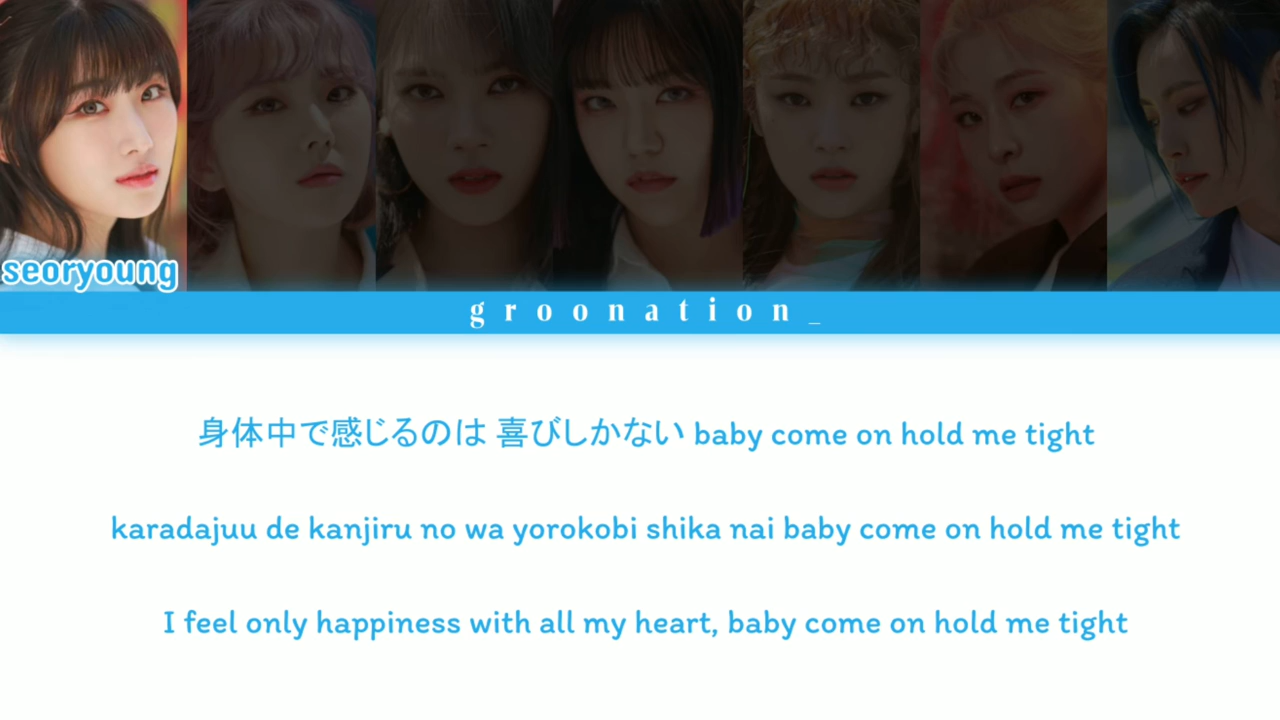 seoryoung
groonation_
身体中で感じるのは 喜びしかない baby come on hold me tight
karadajuu de kanjiru no wa yorokobi shika nai baby come on hold me tight
I feel only happiness with all my heart, baby come on hold me tight